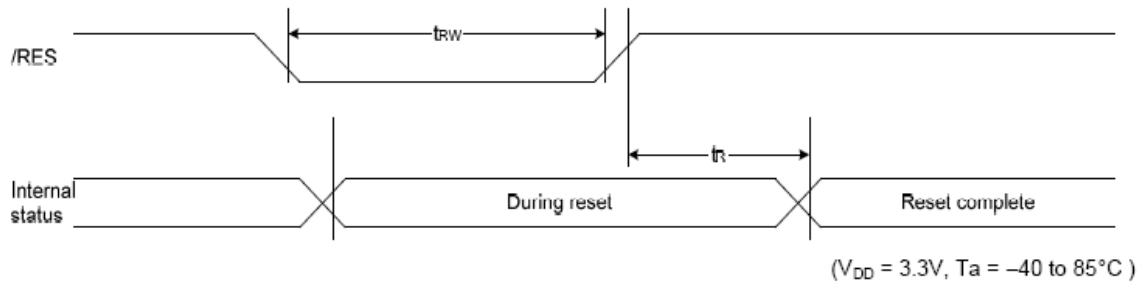 tRW
/RES
tR
Internal
status
During reset
Reset complete
(VDD = 3.3V, Ta = –40 to 85°C )